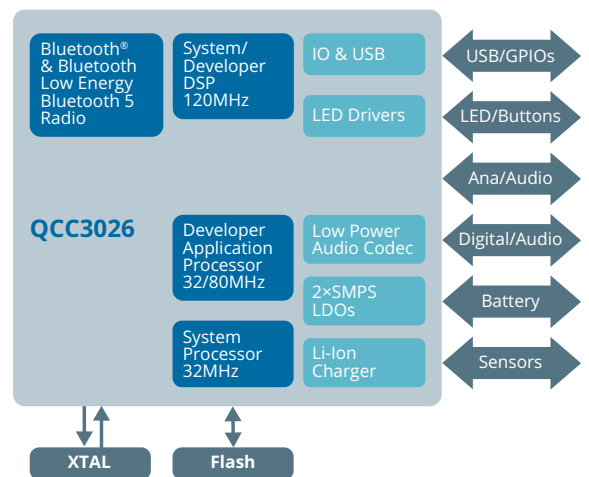 Bluetooth®
& Bluetooth
Low Energy
Bluetooth 5
Radio
System/
Developer
DSP
120MHz
IO & USB
LED Drivers
USB/GPIOs
LED/Buttons
Ana/Audio
QCC3026
Developer
Application
Processor
32/80MHz
Low Power
Audio Codec
Digital/Audio
2×SMPS
LDOs
Battery
System
Processor
32MHz
Li-Ion
Charger
Sensors
XTAL
Flash